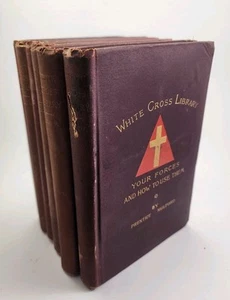 WHITE CROSS LIBRARY
YOUR FORCES
AND HOW TO USE THEM
BY
PRENTICE MULFORD